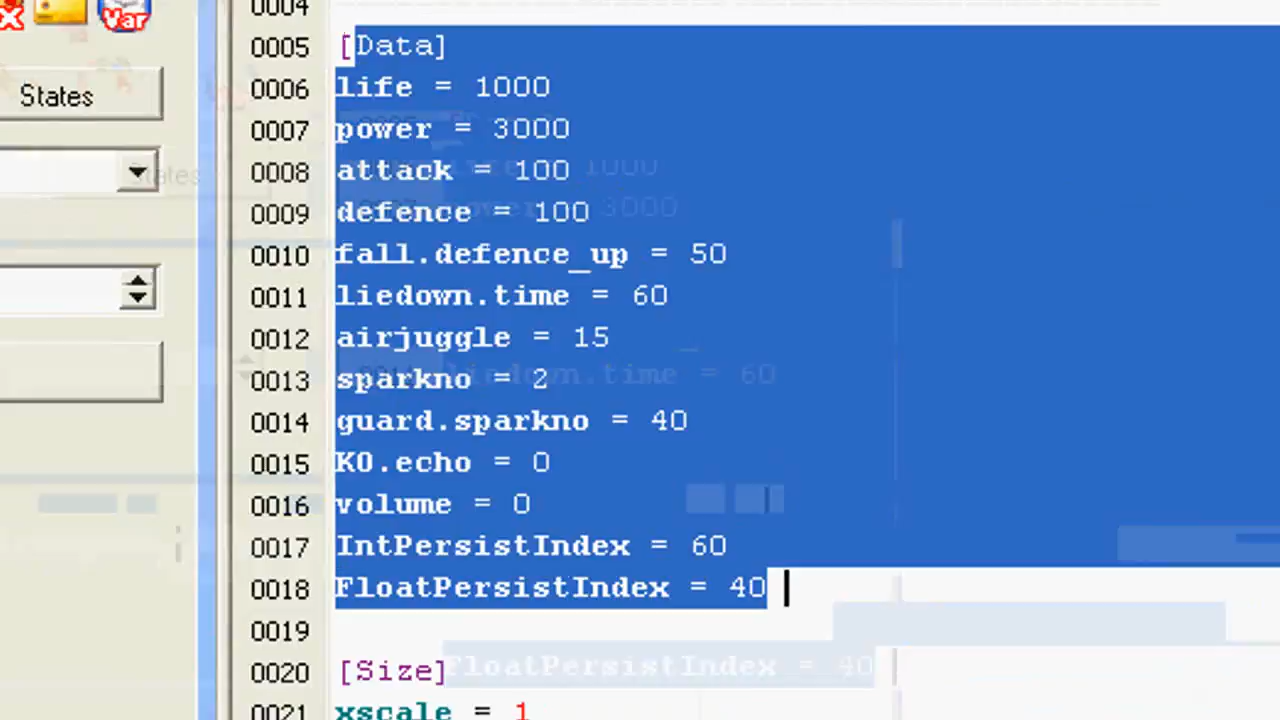 Var
States
0004
0005 [Data]
0006 life = 1000
0007 power = 3000
0008 attack = 100
0009 defence = 100
0010 fall.defence_up = 50
0011 liedown.time = 60
0012 airjuggle = 15
0013 sparkno = 2
0014 guard.sparkno = 40
0015 KO.echo = 0
0016 volume = 0
0017 IntPersistIndex = 60
0018 FloatPersistIndex = 40
0019
0020 [Size]
FloatPersistIndex = 40
0021 xscale = 1